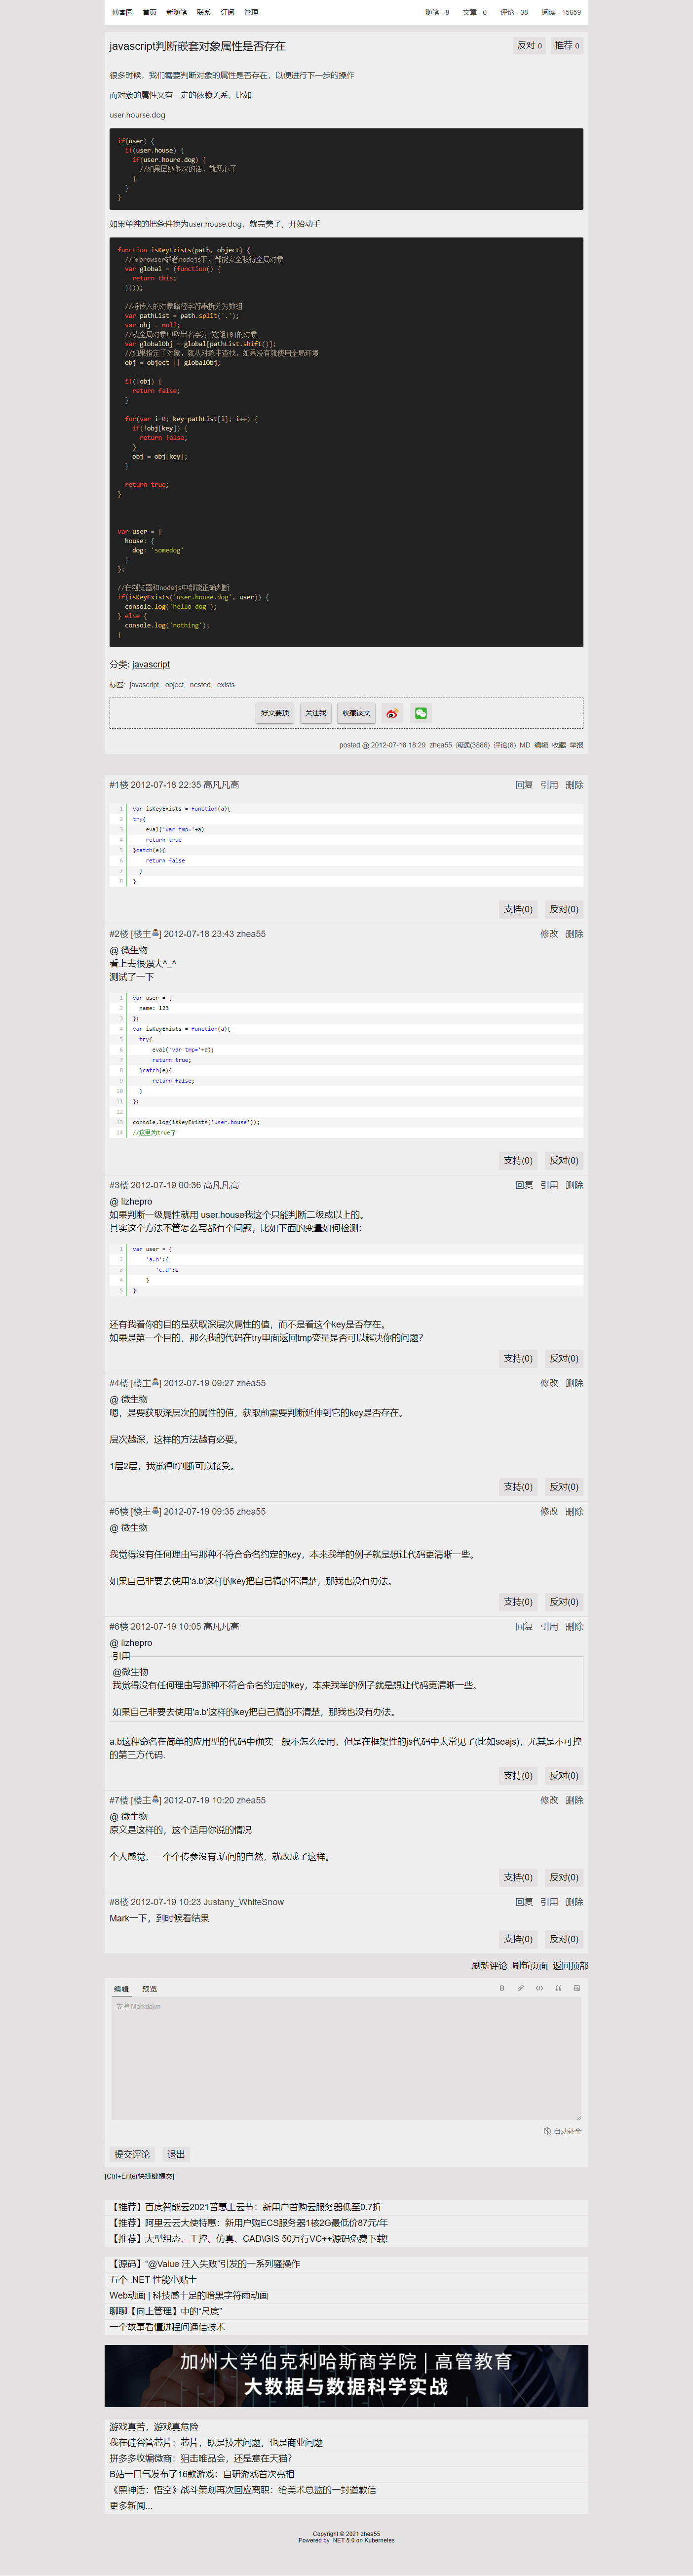 博客园 首页 新随笔 联系 订阅 管理 随笔 - 8 文章 - 0 评论 - 38 阅读 - 15659
javascript判断嵌套对象属性是否存在 反对 0 推荐 0
很多时候，我们需要判断对象的属性是否存在，以便进行下一步的操作
而对象的属性又有一定的依赖关系，比如
user.hourse.dog
if(user) {
if(user.house) {
if(user.houre.dog) {
//如果层级很深的话，就恶心了
}
}
}
如果单纯的把条件换为user.house.dog，就完美了，开始动手
function isKeyExists(path, object) {
//在browser或者nodejs下，都能安全取得全局对象
var global = (function() {
return this;
}());
//将传入的对象路径字符串拆分为数组
var pathList = path.split('.');
var obj = null;
//从全局对象中取出名字为 数组[0]的对象
var globalObj = global[pathList.shift()];
//如果指定了对象，就从对象中查找，如果没有就使用全局环境
obj = object || globalObj;
if(!obj) {
return false;
}
for(var i=0; key=pathList[i]; i++) {
if(!obj[key]) {
return false;
}
obj = obj[key];
}
return true;
}
var user = {
house: {
dog: 'somedog'
}
};
//在浏览器和nodejs中都能正确判断
if(isKeyExists('user.house.dog', user)) {
console.log('hello dog');
} else {
console.log('nothing');
}
分类: javascript
标签: javascript, object, nested, exists
好文要顶 关注我 收藏该文
posted @ 2012-07-18 18:29 zhea55 阅读(3886) 评论(8) MD 编辑 收藏 举报
#1楼 2012-07-18 22:35 高凡凡高 回复 引用 删除
1 var isKeyExists = function(a){
2 try{
3 eval('var tmp='+a)
4 return true
5 }catch(e){
6 return false
7 }
8 }
支持(0) 反对(0)
#2楼 [楼主] 2012-07-18 23:43 zhea55 修改 删除
@ 微生物
看上去很强大^_^
测试了一下
1 var user = {
2 name: 123
3 };
4 var isKeyExists = function(a){
5 try{
6 eval('var tmp='+a);
7 return true;
8 }catch(e){
9 return false;
10 }
11 };
12
13 console.log(isKeyExists('user.house'));
14 //这里为true了
支持(0) 反对(0)
#3楼 2012-07-19 00:36 高凡凡高 回复 引用 删除
@ lizhepro
如果判断一级属性就用 user.house我这个只能判断二级或以上的。
其实这个方法不管怎么写都有个问题，比如下面的变量如何检测：
1 var user = {
2 'a.b':{
3 'c.d':1
4 }
5 }
还有我看你的目的是获取深层次属性的值，而不是看这个key是否存在。
如果是第一个目的，那么我的代码在try里面返回tmp变量是否可以解决你的问题?
支持(0) 反对(0)
#4楼 [楼主] 2012-07-19 09:27 zhea55 修改 删除
@ 微生物
嗯，是要获取深层次的属性的值，获取前需要判断延伸到它的key是否存在。
层次越深，这样的方法越有必要。
1层2层，我觉得if判断可以接受。
支持(0) 反对(0)
#5楼 [楼主] 2012-07-19 09:35 zhea55 修改 删除
@ 微生物
我觉得没有任何理由写那种不符合命名约定的key，本来我举的例子就是想让代码更清晰一些。
如果自己非要去使用'a.b'这样的key把自己搞的不清楚，那我也没有办法。
支持(0) 反对(0)
#6楼 2012-07-19 10:05 高凡凡高 回复 引用 删除
@ lizhepro
引用
@微生物
我觉得没有任何理由写那种不符合命名约定的key，本来我举的例子就是想让代码更清晰一些。
如果自己非要去使用'a.b'这样的key把自己搞的不清楚，那我也没有办法。
a.b这种命名在简单的应用型的代码中确实一般不怎么使用，但是在框架性的js代码中太常见了(比如seajs)，尤其是不可控
的第三方代码.
支持(0) 反对(0)
#7楼 [楼主] 2012-07-19 10:20 zhea55 修改 删除
@ 微生物
原文是这样的，这个适用你说的情况
个人感觉，一个个传参没有.访问的自然，就改成了这样。
支持(0) 反对(0)
#8楼 2012-07-19 10:23 Justany_WhiteSnow 回复 引用 删除
Mark一下，到时候看结果
支持(0) 反对(0)
刷新评论 刷新页面 返回顶部
编辑 预览 B
支持 Markdown
自动补全
提交评论 退出
[Ctrl+Enter快捷键提交]
【推荐】百度智能云2021普惠上云节：新用户首购云服务器低至0.7折
【推荐】阿里云云大使特惠：新用户购ECS服务器1核2G最低价87元/年
【推荐】大型组态、工控、仿真、CAD\GIS 50万行VC++源码免费下载!
【源码】“@Value 注入失败”引发的一系列骚操作
五个 .NET 性能小贴士
Web动画 | 科技感十足的暗黑字符雨动画
聊聊【向上管理】中的“尺度”
一个故事看懂进程间通信技术
加州大学伯克利哈斯商学院 | 高管教育
大数据与数据科学实战
游戏真苦，游戏真危险
我在硅谷管芯片：芯片，既是技术问题，也是商业问题
拼多多收编微商：狙击唯品会，还是意在天猫？
B站一口气发布了16款游戏：自研游戏首次亮相
《黑神话：悟空》战斗策划再次回应离职：给美术总监的一封道歉信
更多新闻...
Copyright © 2021 zhea55
Powered by .NET 5.0 on Kubernetes